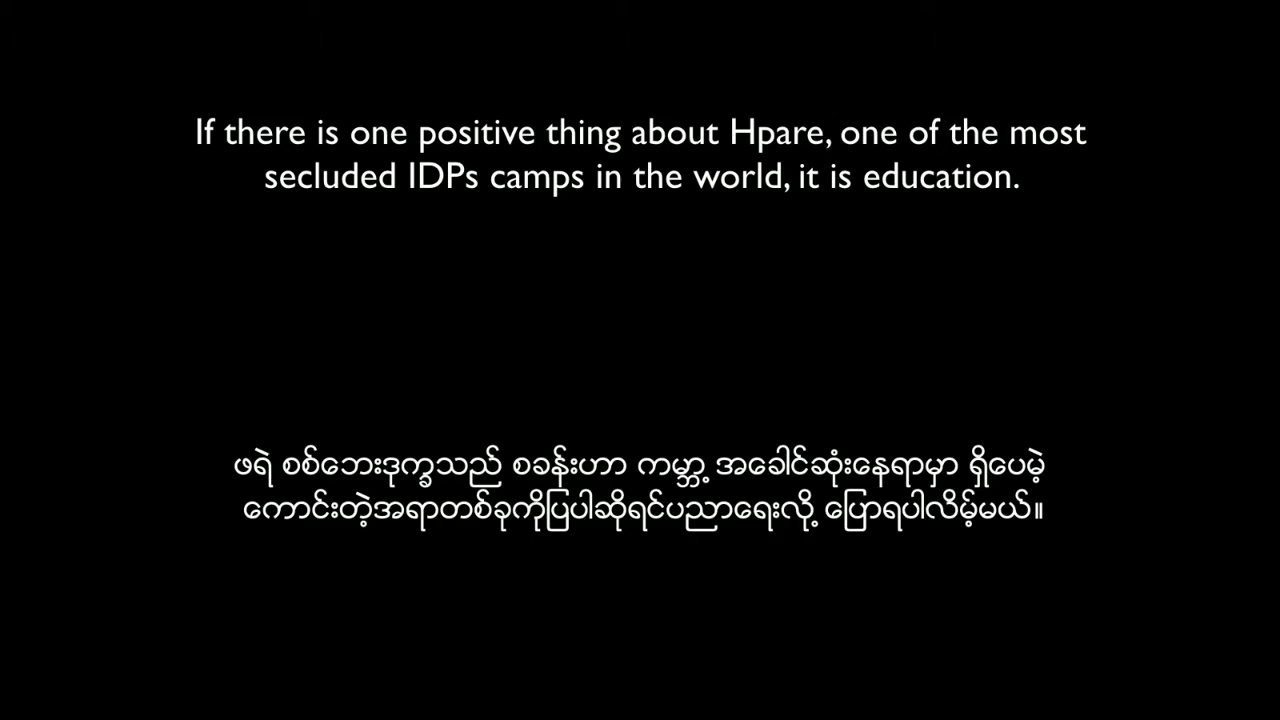 If there is one positive thing about Hpare, one of the most
secluded IDPs camps in the world, it is education.
ဖရဲ စစ်ဘေးဒုက္ခသည် စခန်းဟာ ကမ္ဘာ့ အခေါင်ဆုံးနေရာမှာ ရှိပေမဲ့
ကောင်းတဲ့အရာတစ်ခုကိုပြပါဆိုရင်ပညာရေးလို့ ပြောရပါလိမ့်မယ်။